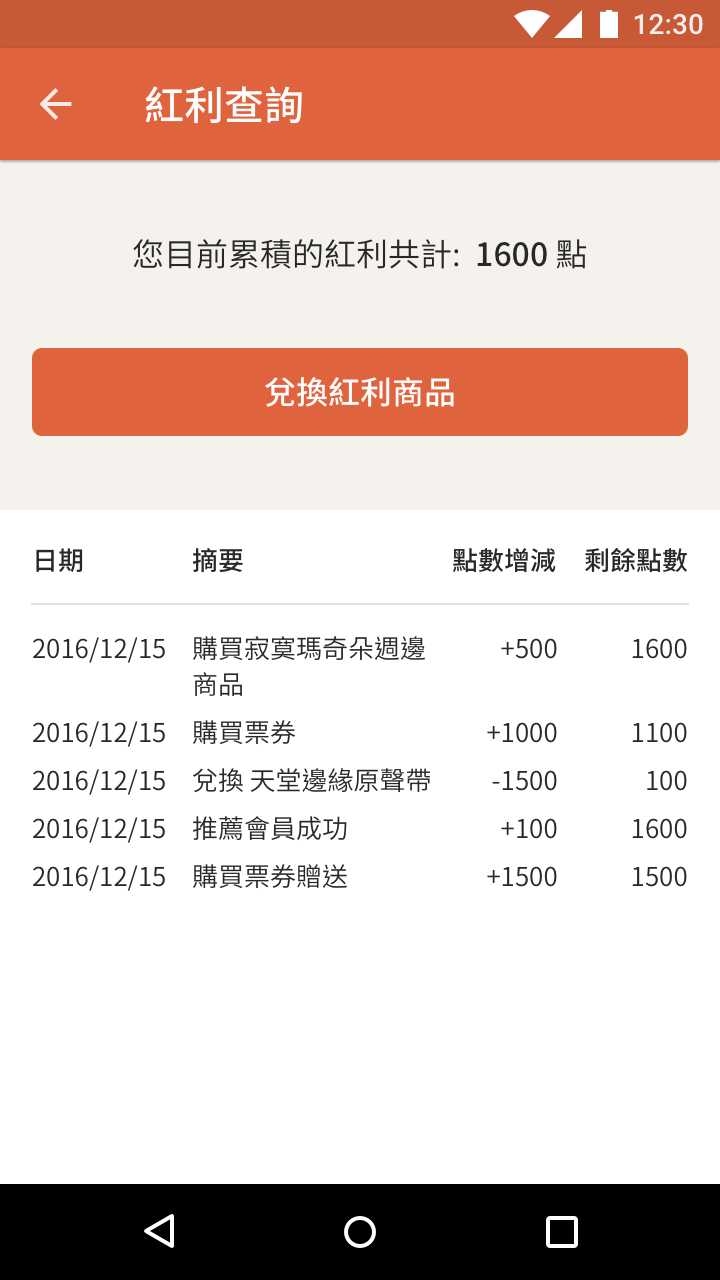 12:30
紅利查詢
您目前累積的紅利共計: 1600 點
兌換紅利商品
日期 摘要 點數增減 剩餘點數
2016/12/15 購買寂寞瑪奇朵週邊 +500 1600
商品
2016/12/15 購買票券 +1000 1100
2016/12/15 兌換 天堂邊緣原聲帶 -1500 100
2016/12/15 推薦會員成功 +100 1600
2016/12/15 購買票券贈送 +1500 1500